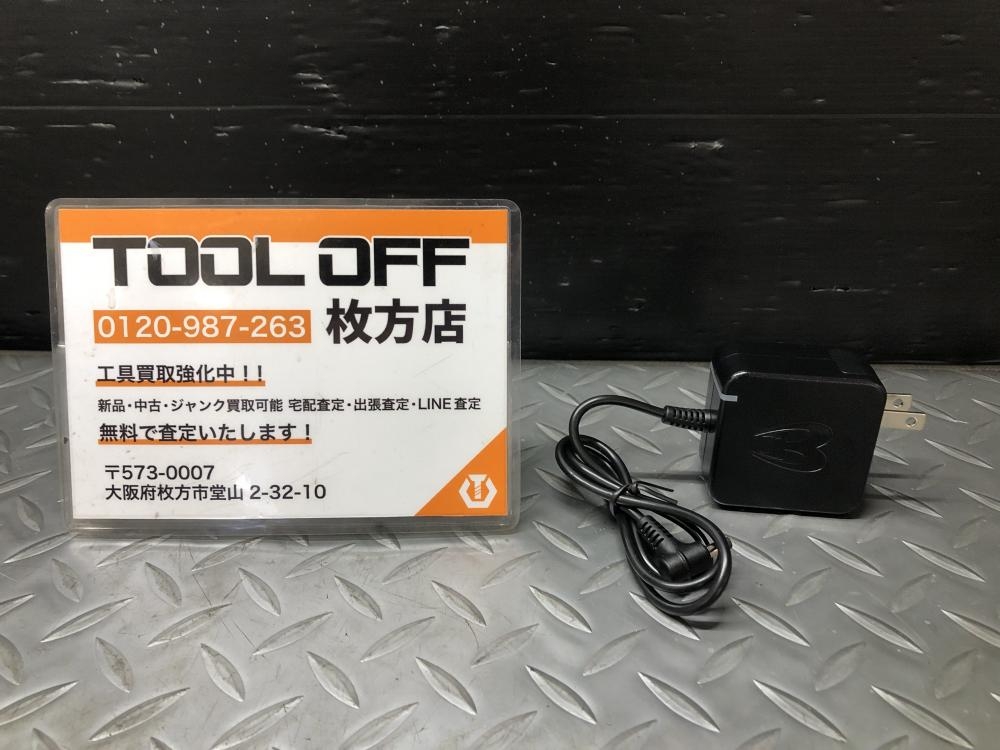 TOOL OFF
0120-987-263 枚方店
工具買取強化中！！
新品・中古・ジャンク買取可能 宅配査定・出張査定・LINE査定
無料で査定いたします！
〒573-0007
大阪府枚方市堂山 2-32-10